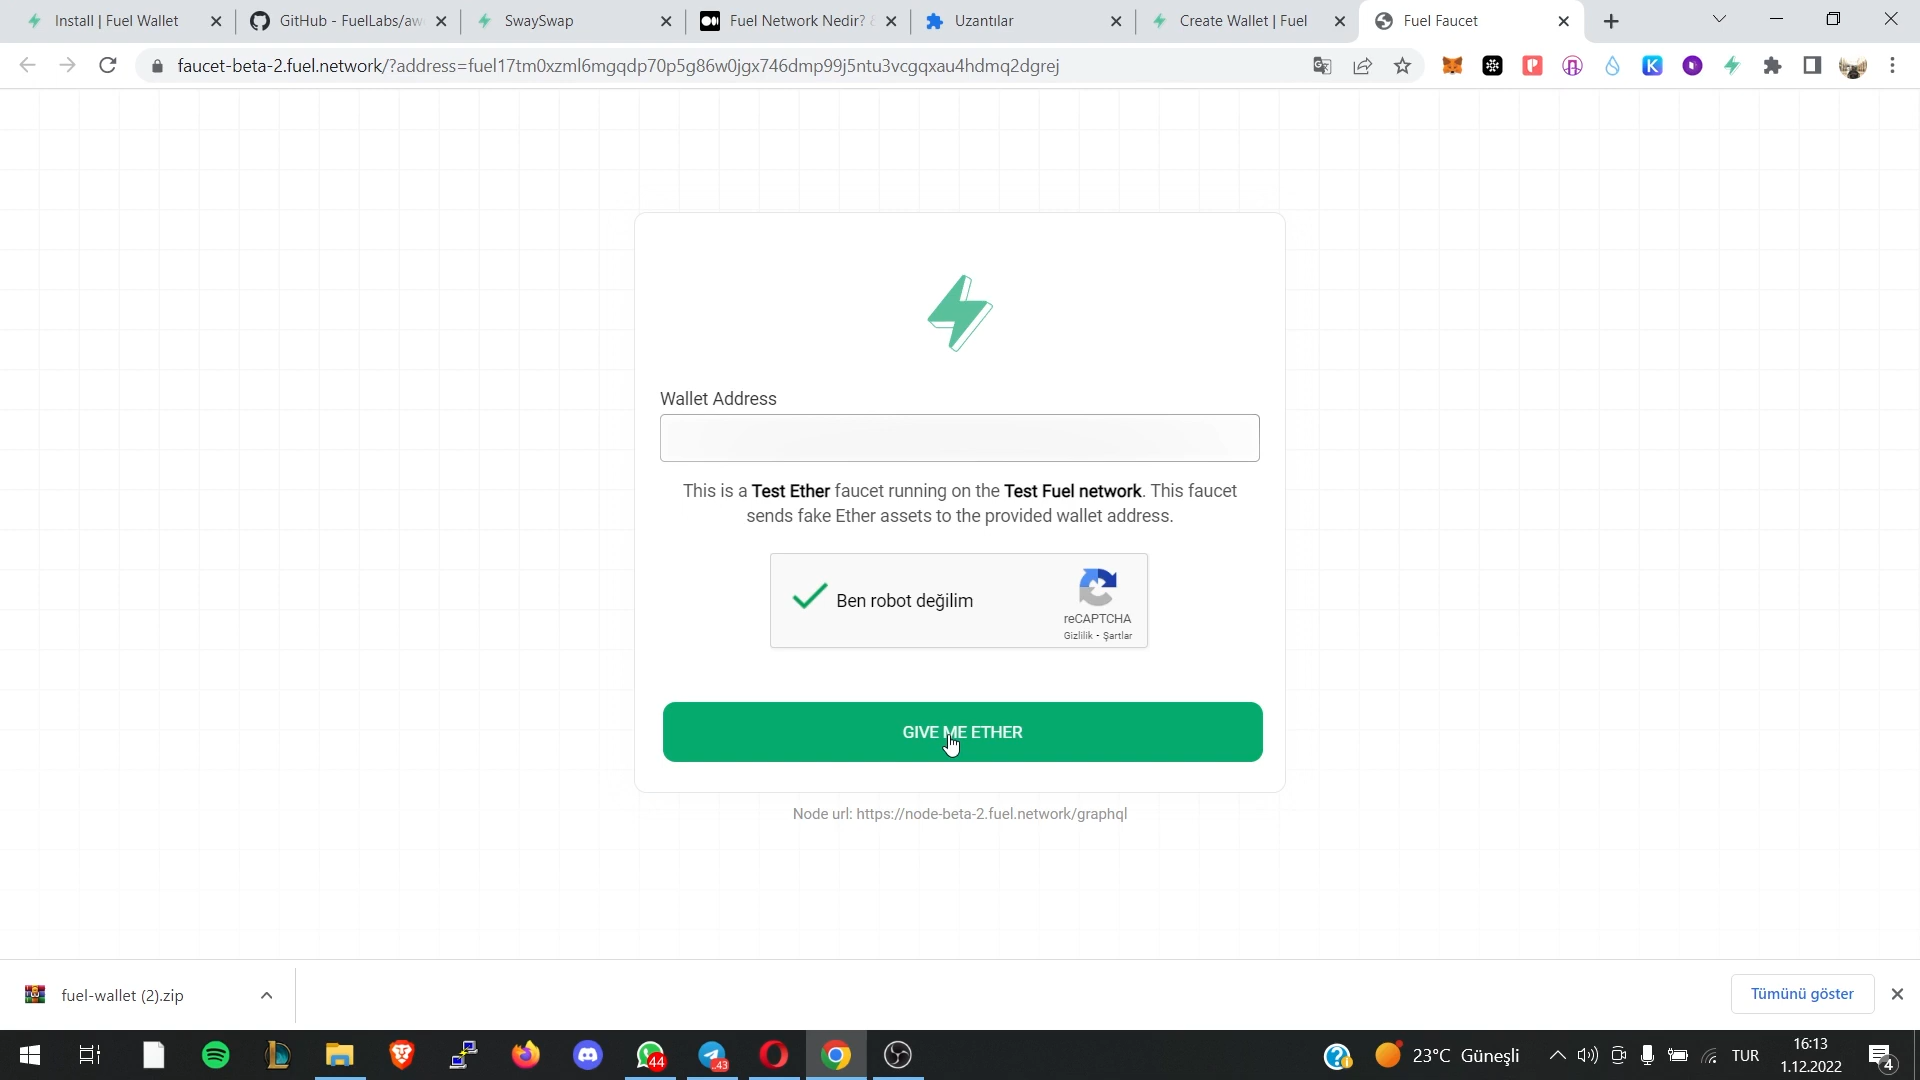 Install | Fuel Wallet
GitHub - FuelLabs/aw
SwaySwap
Fuel Network Nedir?
Uzantılar
Create Wallet | Fuel
Fuel Faucet
faucet-beta-2.fuel.network/?address=fuel17tm0xzml6mgqdp70p5g86w0jgx746dmp99j5ntu3vcgqxau4hdmq2dgrej
Wallet Address
This is a Test Ether faucet running on the Test Fuel network. This faucet
sends fake Ether assets to the provided wallet address.
Ben robot değilim
reCAPTCHA
Gizlilik - Şartlar
GIVE ME ETHER
Node url: https://node-beta-2.fuel.network/graphql
fuel-wallet (2).zip
Tümünü göster
44
43
23°C Güneşli
TUR
16:13
1.12.2022
4